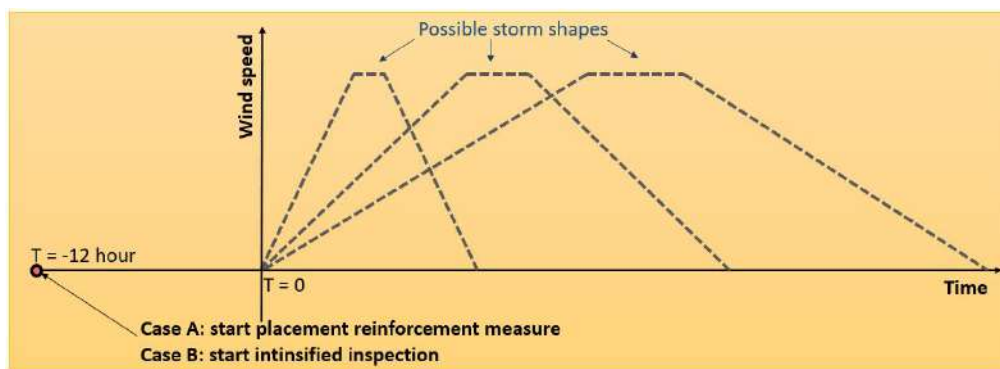 Possible storm shapes
Wind speed
T = -12 hour
T = 0
Time
Case A: start placement reinforcement measure
Case B: start intinsified inspection